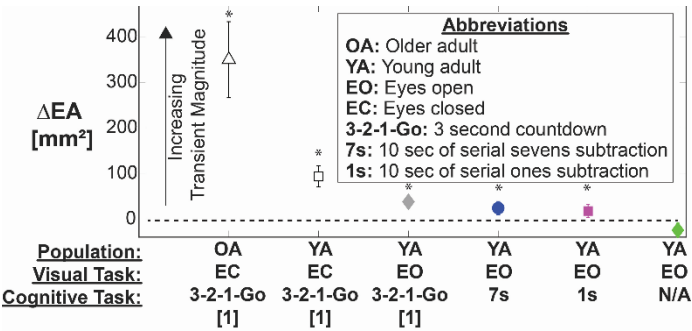 400
300
200
100
0
ΔEA
[mm²]
Increasing
Transient Magnitude
*
*
*
*
*
Abbreviations
OA: Older adult
YA: Young adult
EO: Eyes open
EC: Eyes closed
3-2-1-Go: 3 second countdown
7s: 10 sec of serial sevens subtraction
1s: 10 sec of serial ones subtraction
Population: OA YA YA YA YA YA
Visual Task: EC EC EO EO EO EO
Cognitive Task: 3-2-1-Go 3-2-1-Go 3-2-1-Go 7s 1s N/A
[1] [1] [1]